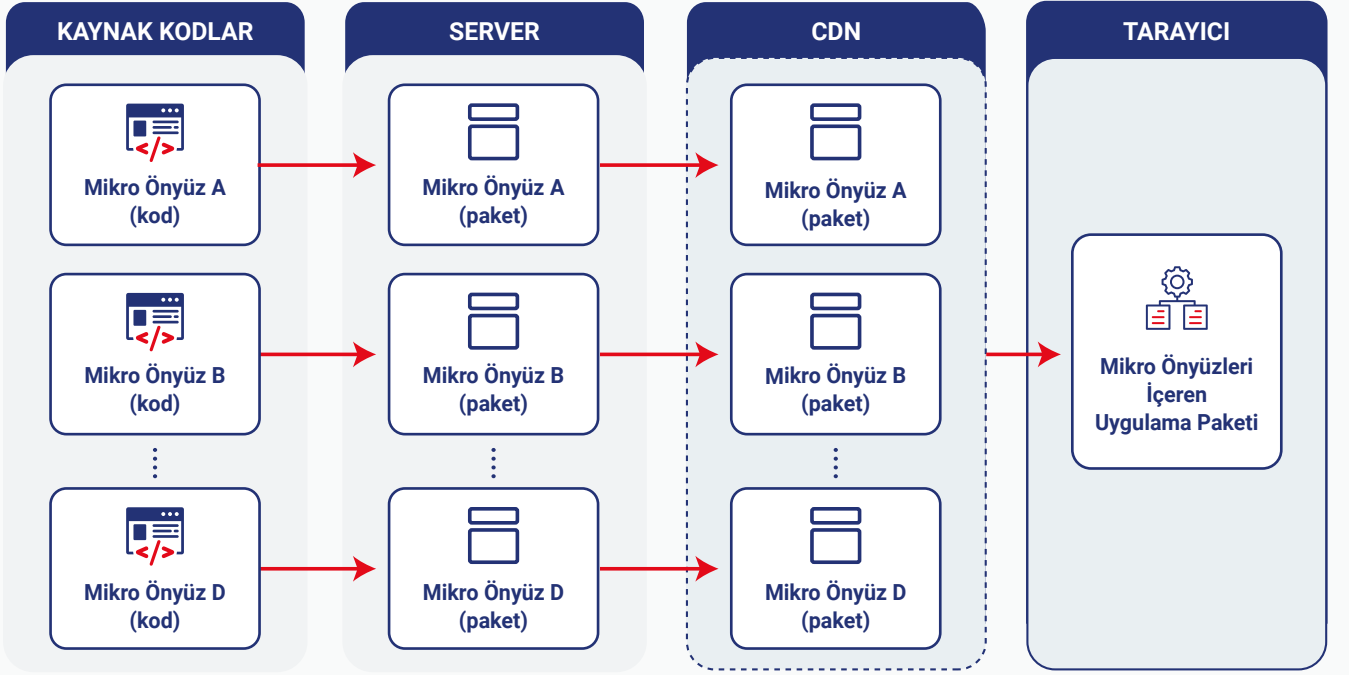 KAYNAK KODLAR
SERVER
CDN
TARAYICI
</>
Mikro Önyüz A
(kod)
Mikro Önyüz A
(paket)
Mikro Önyüz A
(paket)
</>
Mikro Önyüz B
(kod)
Mikro Önyüz B
(paket)
Mikro Önyüz B
(paket)
Mikro Önyüzleri
İçeren
Uygulama Paketi
</>
Mikro Önyüz D
(kod)
Mikro Önyüz D
(paket)
Mikro Önyüz D
(paket)